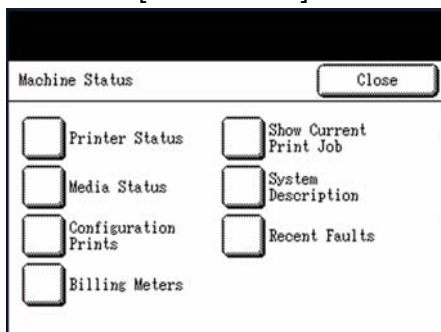 Machine Status
Close
Printer Status
Media Status
Configuration
Prints
Billing Meters
Show Current
Print Job
System
Description
Recent Faults